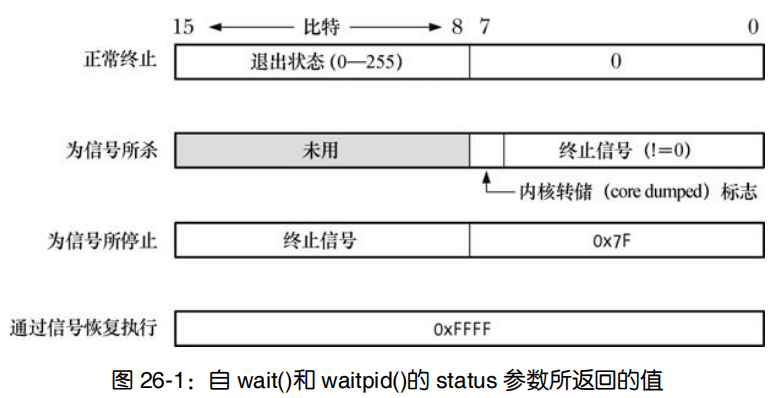 15 比特 8 7 0
正常终止 退出状态(0—255) 0
为信号所杀 未用 终止信号 (!=0)
内核转储 (core dumped) 标志
为信号所停止 终止信号 0x7F
通过信号恢复执行 0xFFFF
图 26-1：自 wait()和 waitpid()的 status 参数所返回的值